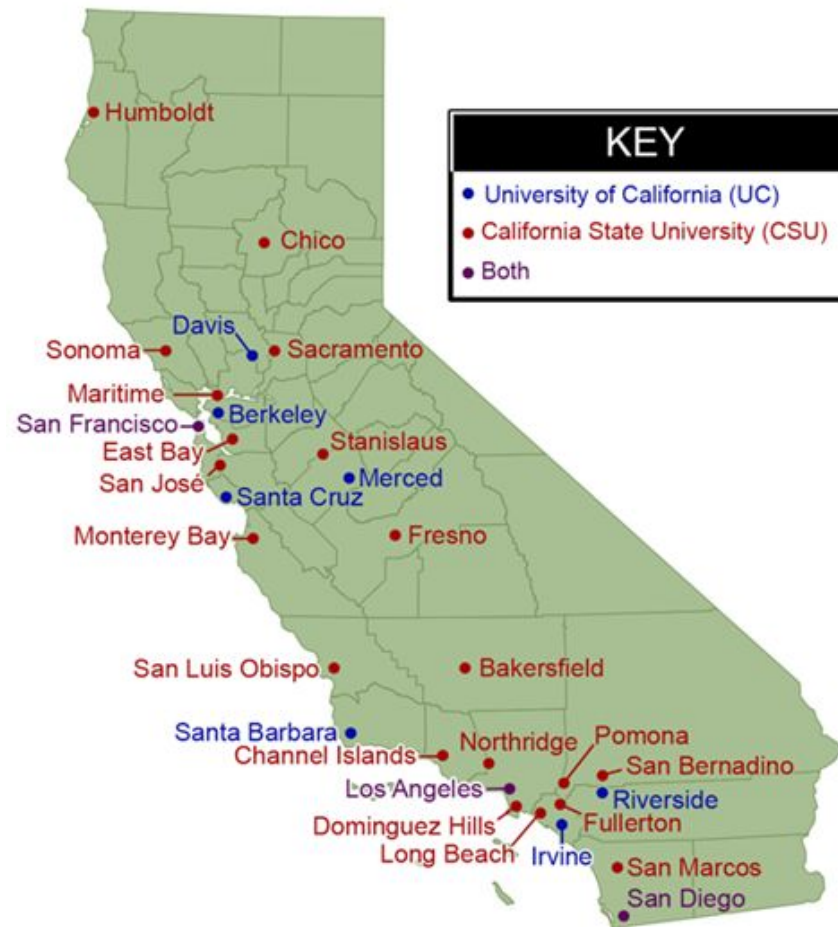 Humboldt
KEY
University of California (UC)
California State University (CSU)
Both
Chico
Davis
Sonoma
Sacramento
Maritime
Berkeley
San Francisco
East Bay
Stanislaus
San José
Merced
Santa Cruz
Monterey Bay
Fresno
San Luis Obispo
Bakersfield
Santa Barbara
Channel Islands
Northridge
Pomona
San Bernadino
Los Angeles
Riverside
Dominguez Hills
Fullerton
Long Beach
Irvine
San Marcos
San Diego